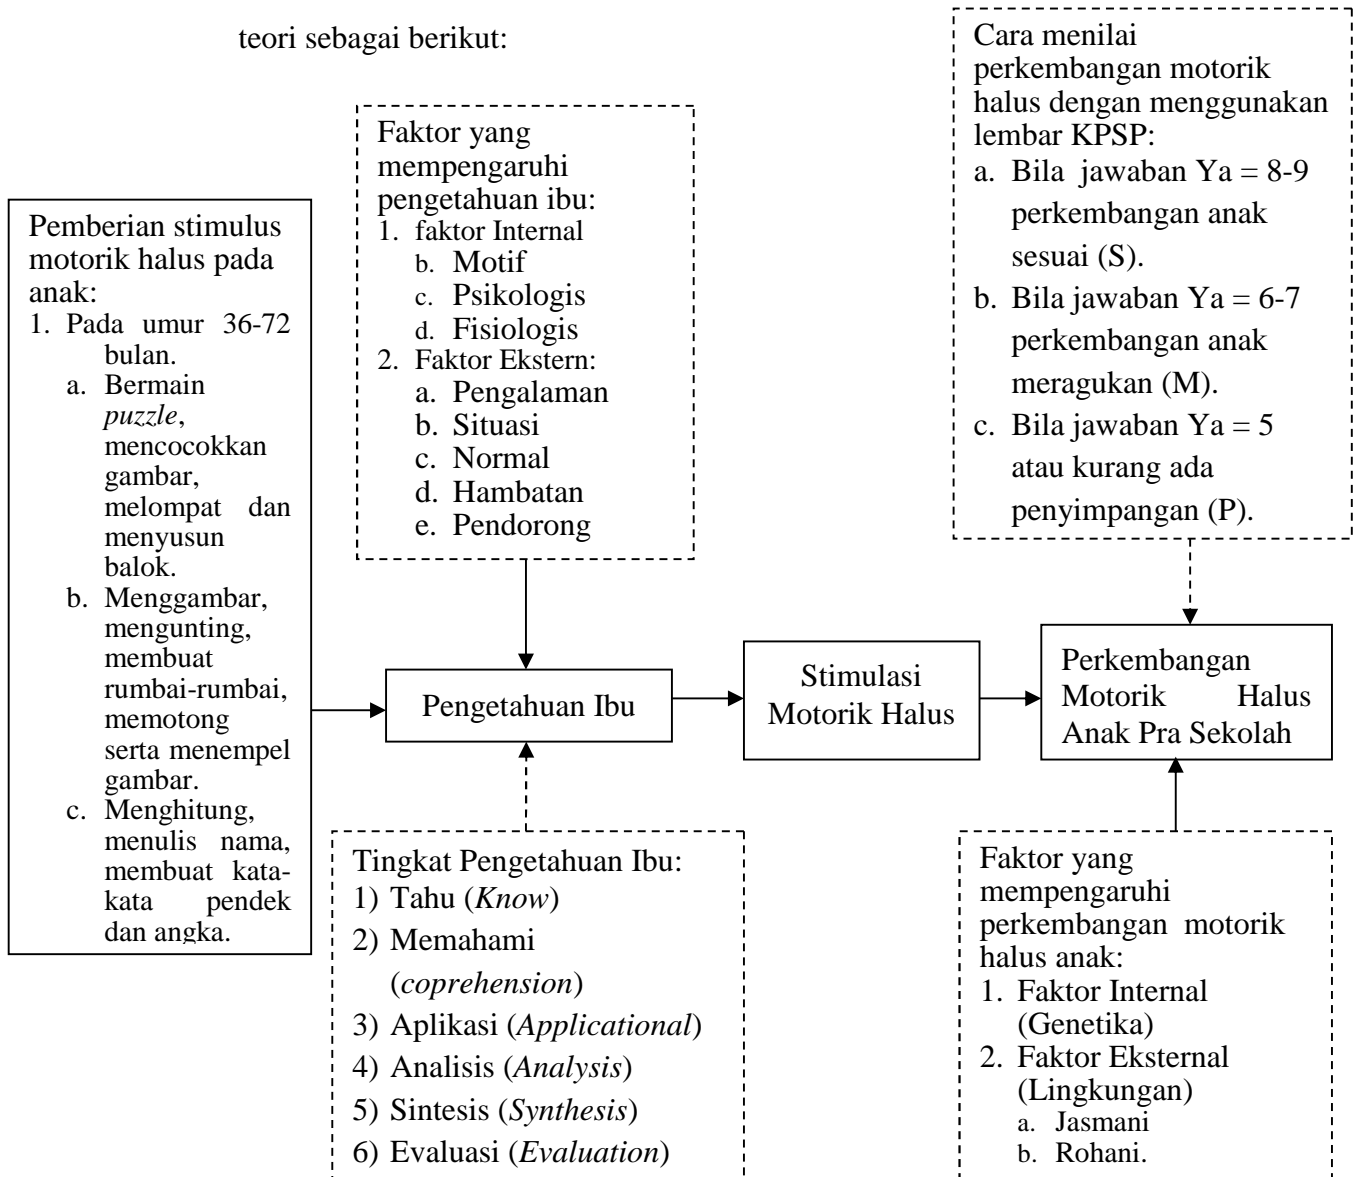 teori sebagai berikut:
Pemberian stimulus
motorik halus pada
anak:
1. Pada umur 36-72
bulan.
a. Bermain
puzzle,
mencocokkan
gambar,
melompat dan
menyusun
balok.
b. Menggambar,
mengunting,
membuat
rumbai-rumbai,
memotong
serta menempel
gambar.
c. Menghitung,
menulis nama,
membuat kata-
kata pendek
dan angka.
Faktor yang
mempengaruhi
pengetahuan ibu:
1. faktor Internal
b. Motif
c. Psikologis
d. Fisiologis
2. Faktor Ekstern:
a. Pengalaman
b. Situasi
c. Normal
d. Hambatan
e. Pendorong
Pengetahuan Ibu
Tingkat Pengetahuan Ibu:
1) Tahu (Know)
2) Memahami
(coprehension)
3) Aplikasi (Applicational)
4) Analisis (Analysis)
5) Sintesis (Synthesis)
6) Evaluasi (Evaluation)
Stimulasi
Motorik Halus
Cara menilai
perkembangan motorik
halus dengan menggunakan
lembar KPSP:
a. Bila jawaban Ya = 8-9
perkembangan anak
sesuai (S).
b. Bila jawaban Ya = 6-7
perkembangan anak
meragukan (M).
c. Bila jawaban Ya = 5
atau kurang ada
penyimpangan (P).
Perkembangan
Motorik Halus
Anak Pra Sekolah
Faktor yang
mempengaruhi
perkembangan motorik
halus anak:
1. Faktor Internal
(Genetika)
2. Faktor Eksternal
(Lingkungan)
a. Jasmani
b. Rohani.